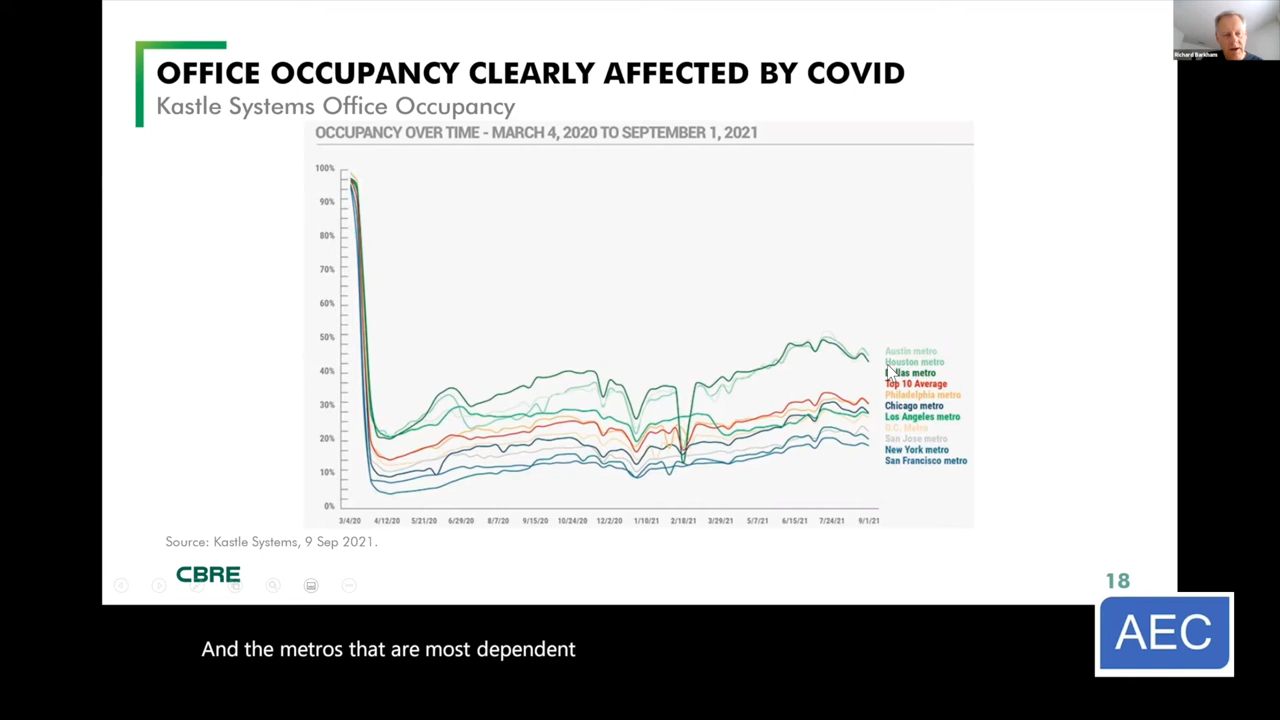 OFFICE OCCUPANCY CLEARLY AFFECTED BY COVID
Kastle Systems Office Occupancy
OCCUPANCY OVER TIME - MARCH 4, 2020 TO SEPTEMBER 1, 2021
100%
90%
80%
70%
60%
50%
40%
30%
20%
10%
0%
3/4/20 4/12/20 5/21/20 6/29/20 8/7/20 9/15/20 10/24/20 12/2/20 1/10/21 2/18/21 3/29/21 5/7/21 6/15/21 7/24/21 9/1/21
Austin metro
Houston metro
Dallas metro
Top 10 Average
Philadelphia metro
Chicago metro
Los Angeles metro
D.C. Metro
San Jose metro
New York metro
San Francisco metro
Source: Kastle Systems, 9 Sep 2021.
CBRE
18
Richard Barkham
AEC
And the metros that are most dependent